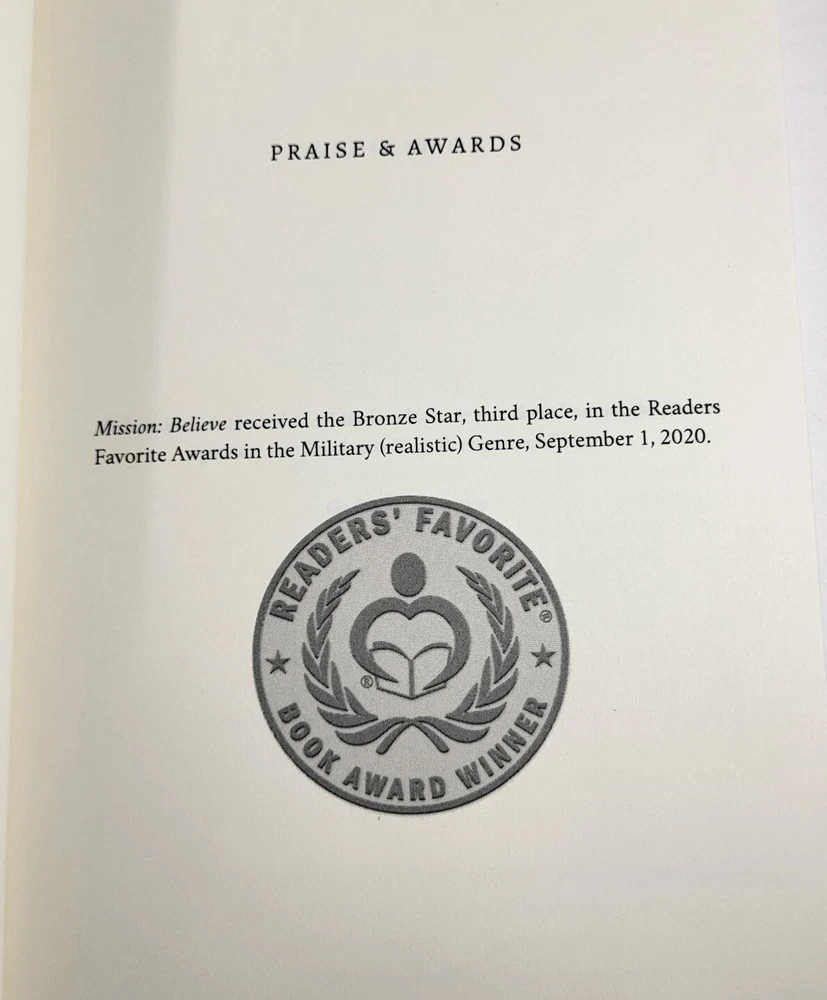 PRAISE & AWARDS
Mission: Believe received the Bronze Star, third place, in the Readers
Favorite Awards in the Military (realistic) Genre, September 1, 2020.
READERS' FAVORITE®
®
BOOK AWARD WINNER